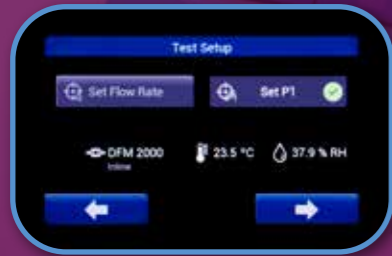 Test Setup
Set Flow Rate
Set P1
DFM 2000
Inline
23.5 °C
37.9 % RH